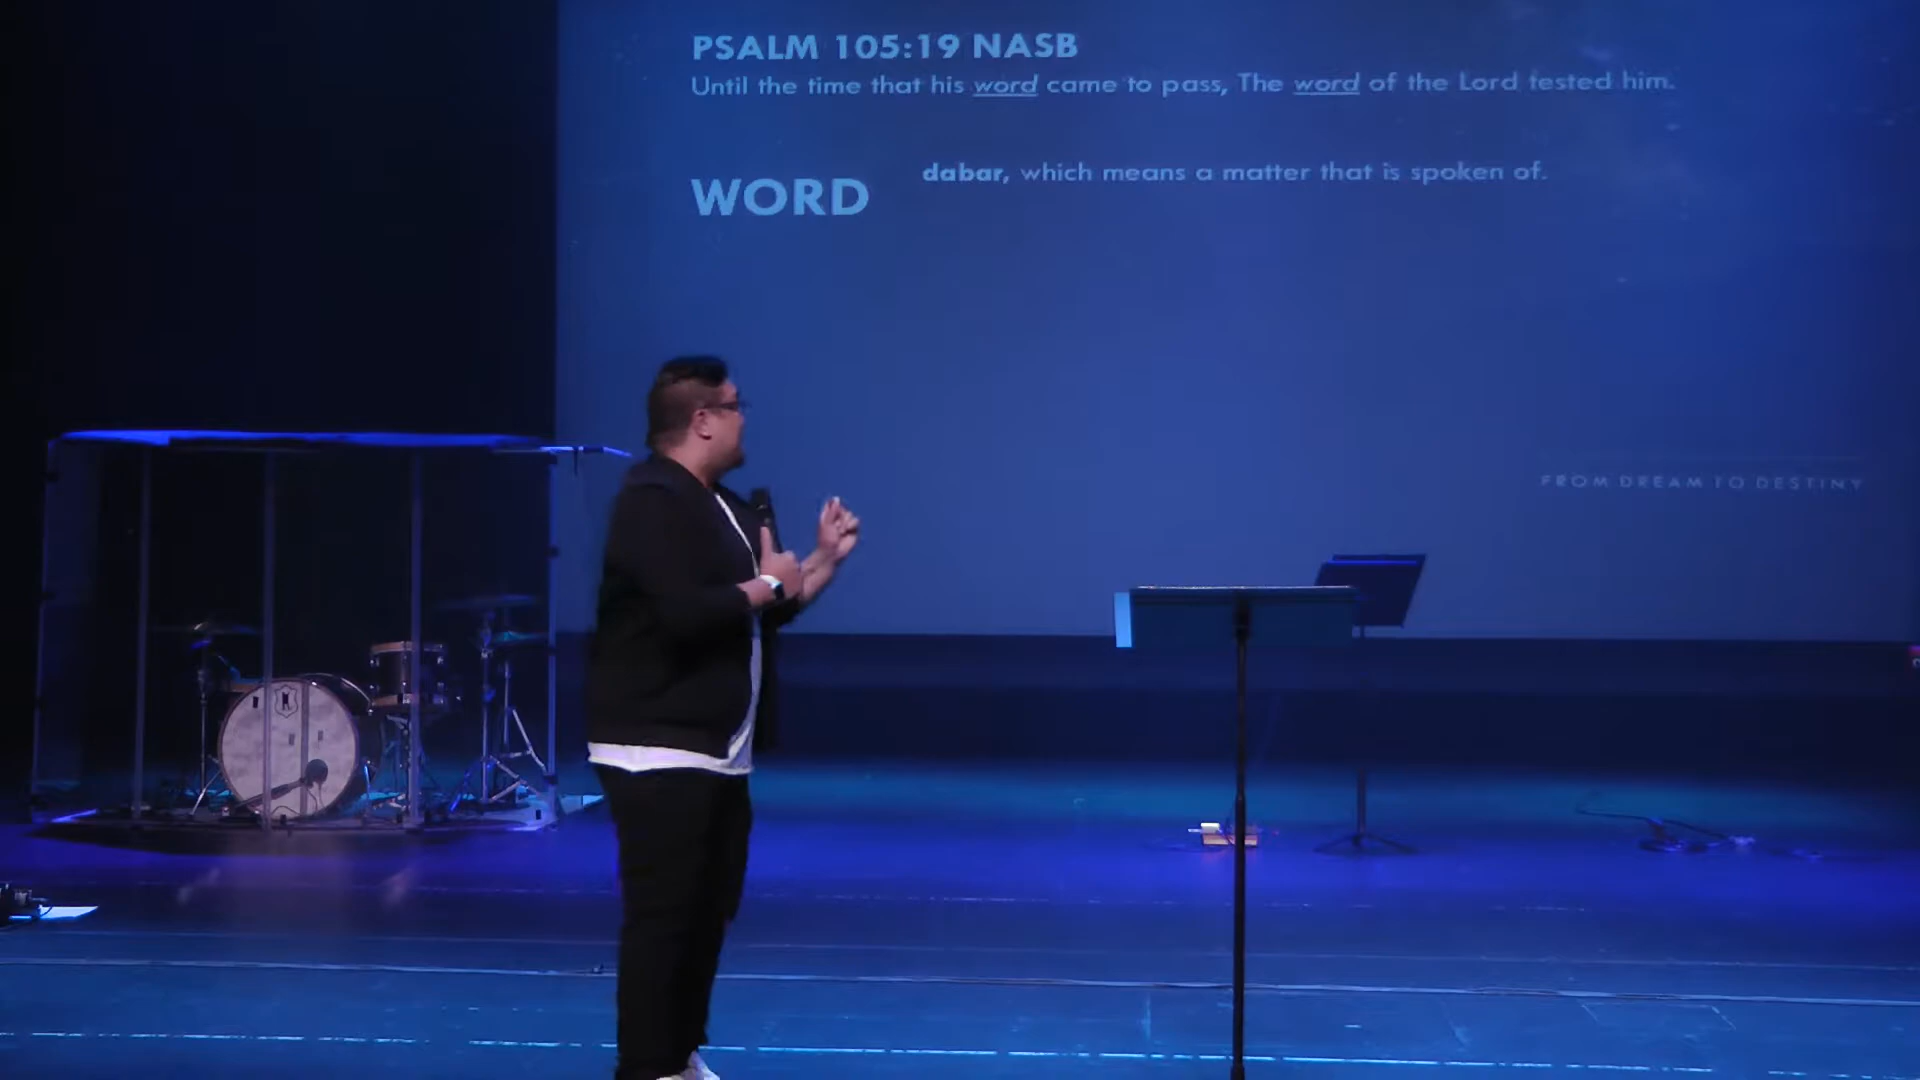 PSALM 105:19 NASB
Until the time that his word came to pass, The word of the Lord tested him.
WORD
dabar, which means a matter that is spoken of.
FROM DREAM TO DESTINY